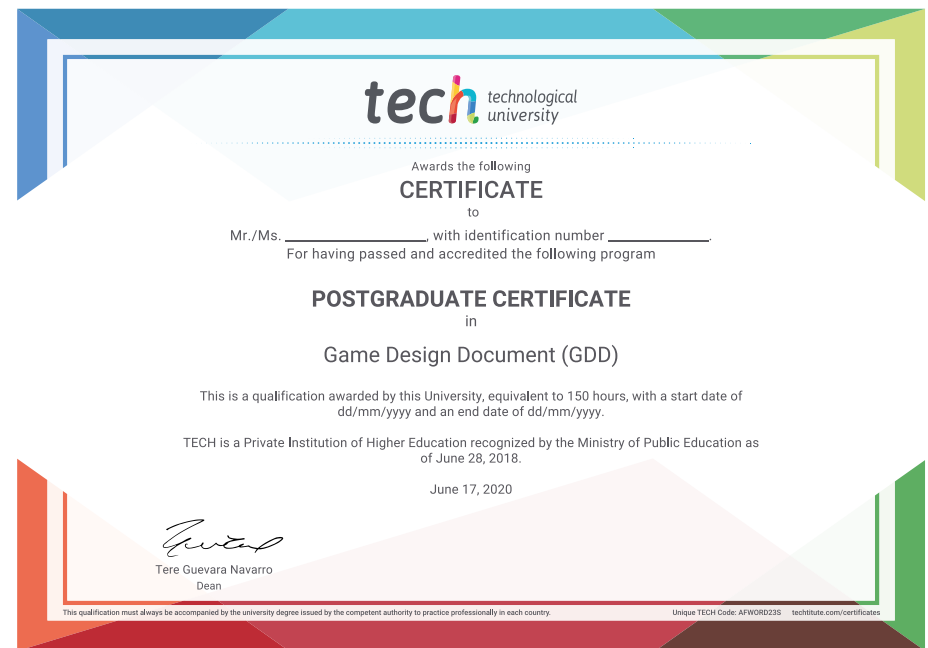 tech technological
university
Awards the following
CERTIFICATE
to
Mr./Ms. ____________________, with identification number ______________.
For having passed and accredited the following program
POSTGRADUATE CERTIFICATE
in
Game Design Document (GDD)
This is a qualification awarded by this University, equivalent to 150 hours, with a start date of
dd/mm/yyyy and an end date of dd/mm/yyyy.
TECH is a Private Institution of Higher Education recognized by the Ministry of Public Education as
of June 28, 2018.
June 17, 2020
Tere Guevara Navarro
Dean
This qualification must always be accompanied by the university degree issued by the competent authority to practice professionally in each country. Unique TECH Code: AFWORD23S techtitute.com/certificates